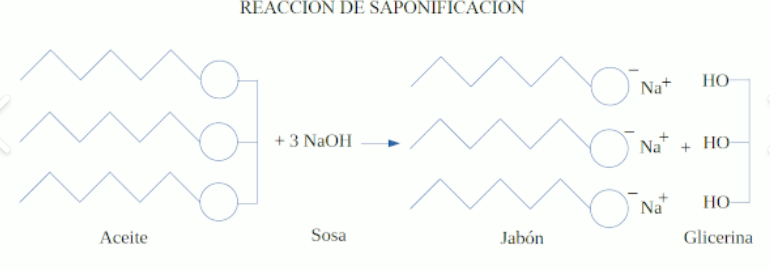 REACCION DE SAPONIFICACION
Na+ HO
+ 3 NaOH Na+ + HO
Na+ HO
Aceite Sosa Jabón Glicerina